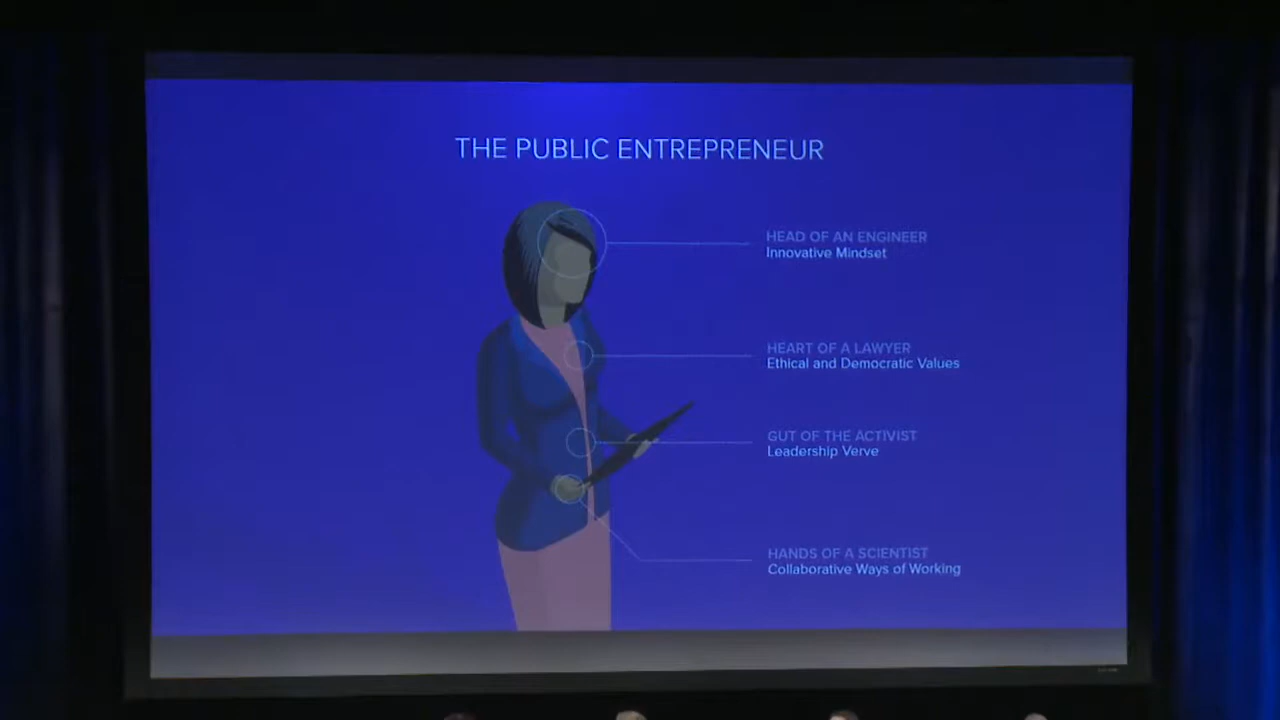 THE PUBLIC ENTREPRENEUR
HEAD OF AN ENGINEER
Innovative Mindset
HEART OF A LAWYER
Ethical and Democratic Values
GUT OF THE ACTIVIST
Leadership Verve
HANDS OF A SCIENTIST
Collaborative Ways of Working